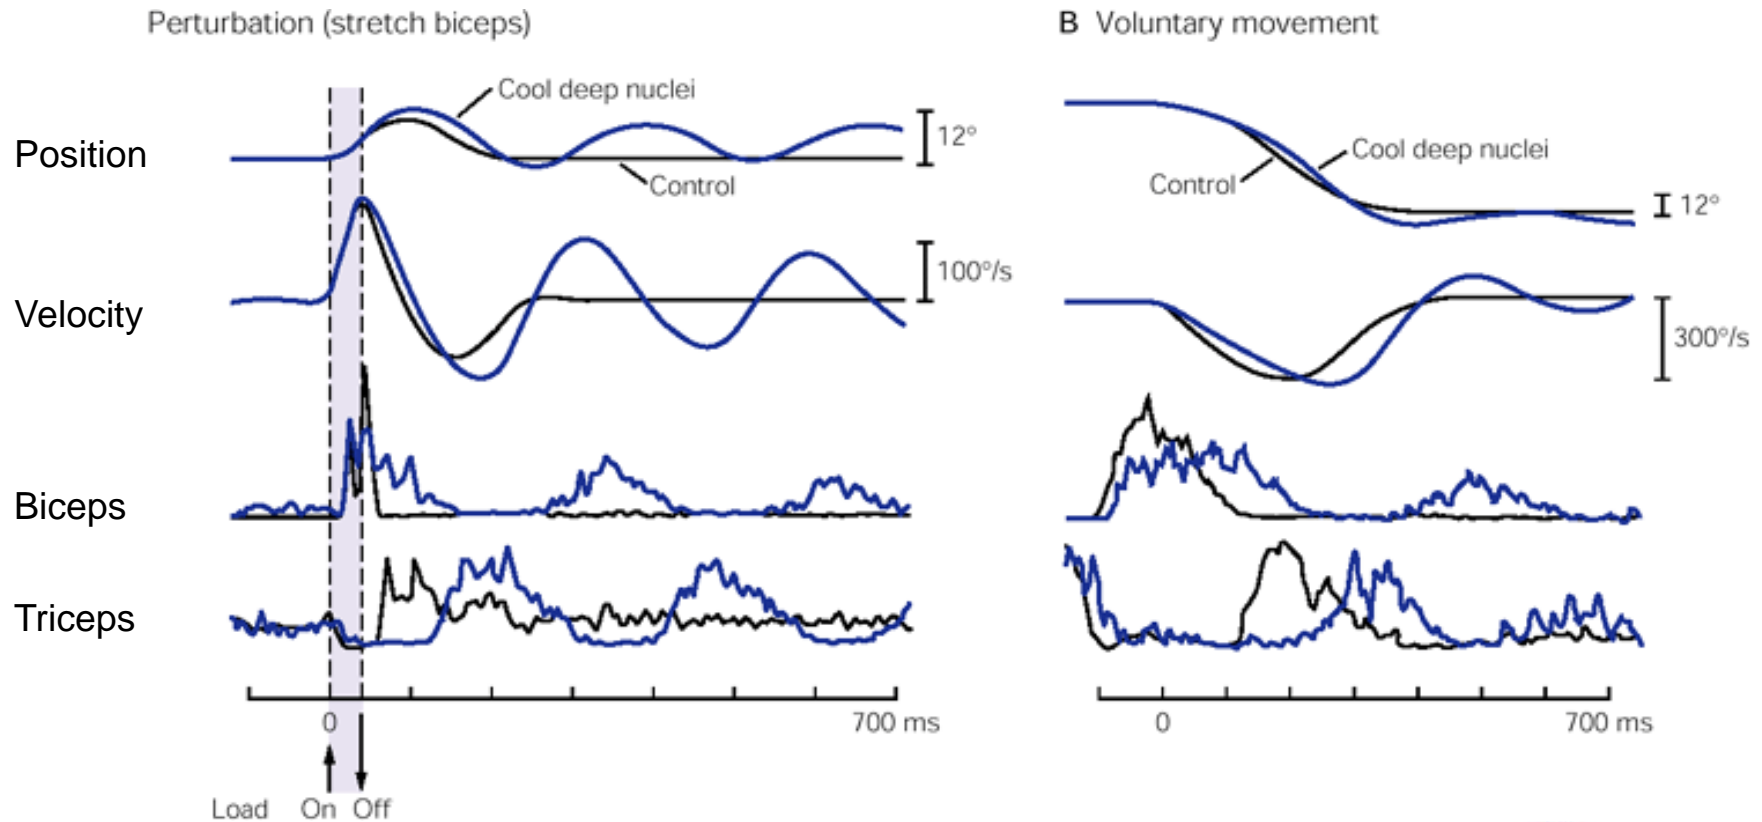 Perturbation (stretch biceps)
B Voluntary movement
Cool deep nuclei
12°
Position
Control
Cool deep nuclei
Control
12°
100°/s
Velocity
300°/s
Biceps
Triceps
0
700 ms
0
700 ms
Load On Off